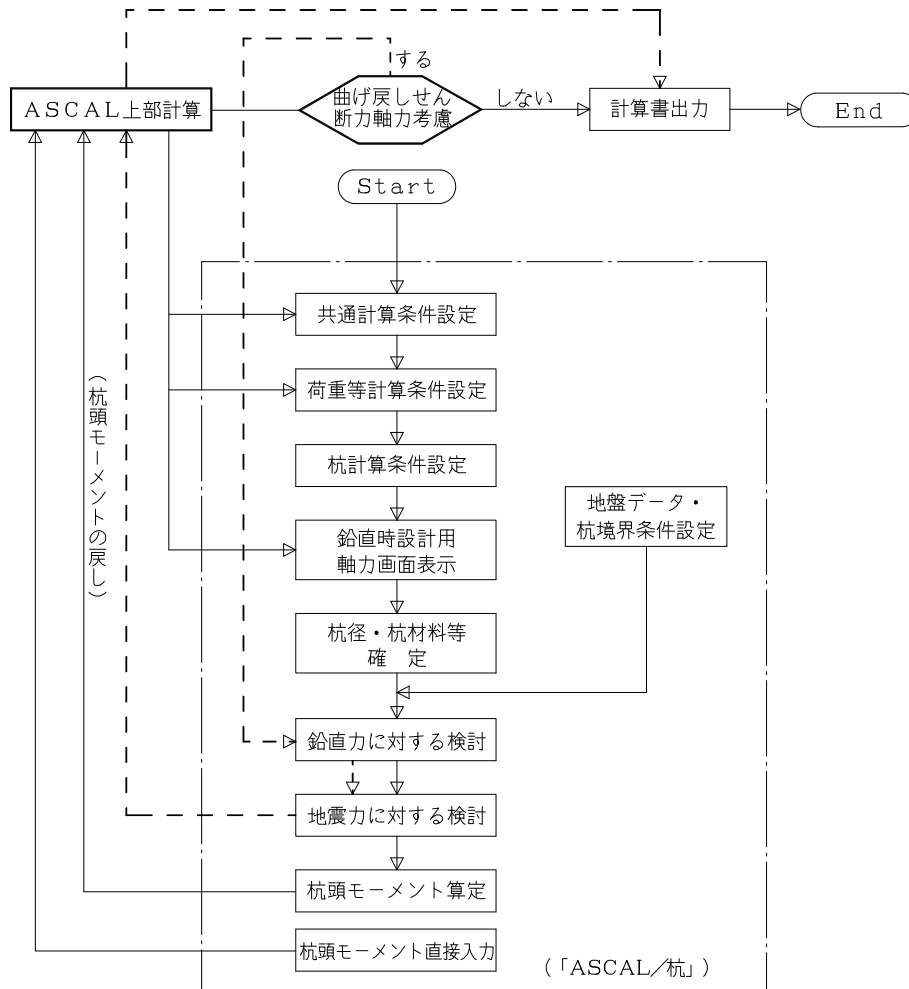 する
ASCAL上部計算
曲げ戻しせん
断力軸力考慮
しない
計算書出力
End
Start
共通計算条件設定
荷重等計算条件設定
(杭頭モーメントの戻し)
杭計算条件設定
地盤データ・
杭境界条件設定
鉛直時設計用
軸力画面表示
杭径・杭材料等
確　定
鉛直力に対する検討
地震力に対する検討
杭頭モーメント算定
杭頭モーメント直接入力
(「ASCAL/杭」)